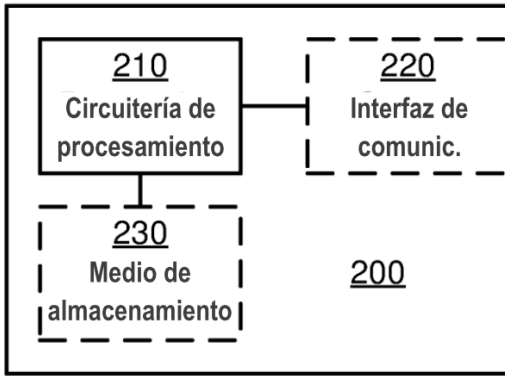 210
Circuitería de
procesamiento
220
Interfaz de
comunic.
230
Medio de
almacenamiento
200